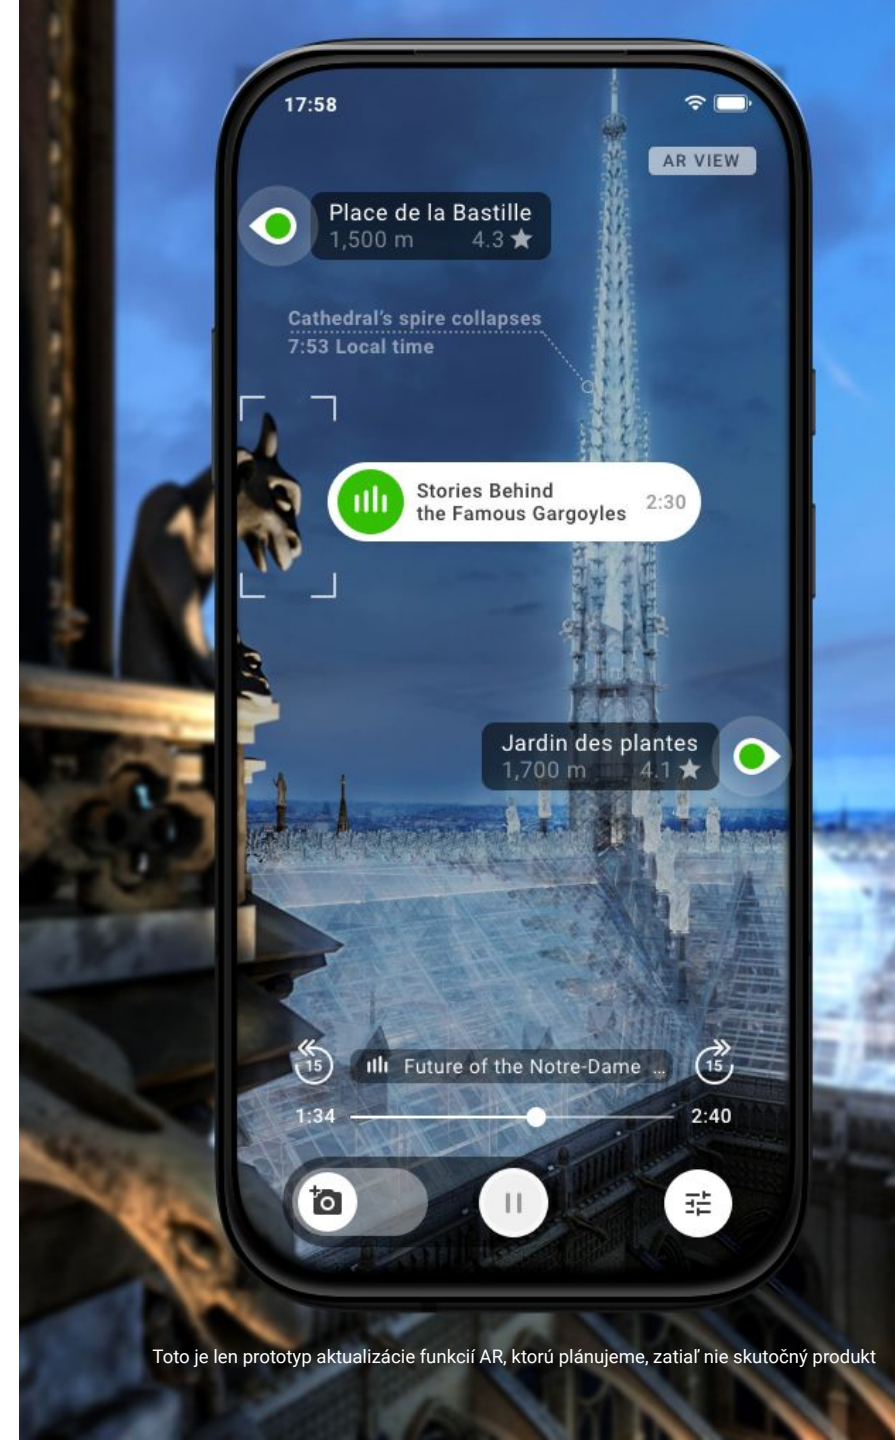 17:58
AR VIEW
Place de la Bastille
1,500 m 4.3
Cathedral's spire collapses
7:53 Local time
Stories Behind
the Famous Gargoyles
2:30
Jardin des plantes
1,700 m 4.1
15
Future of the Notre-Dame ...
15
1:34
2:40
Toto je len prototyp aktualizácie funkcií AR, ktorú plánujeme, zatiaľ nie skutočný produkt